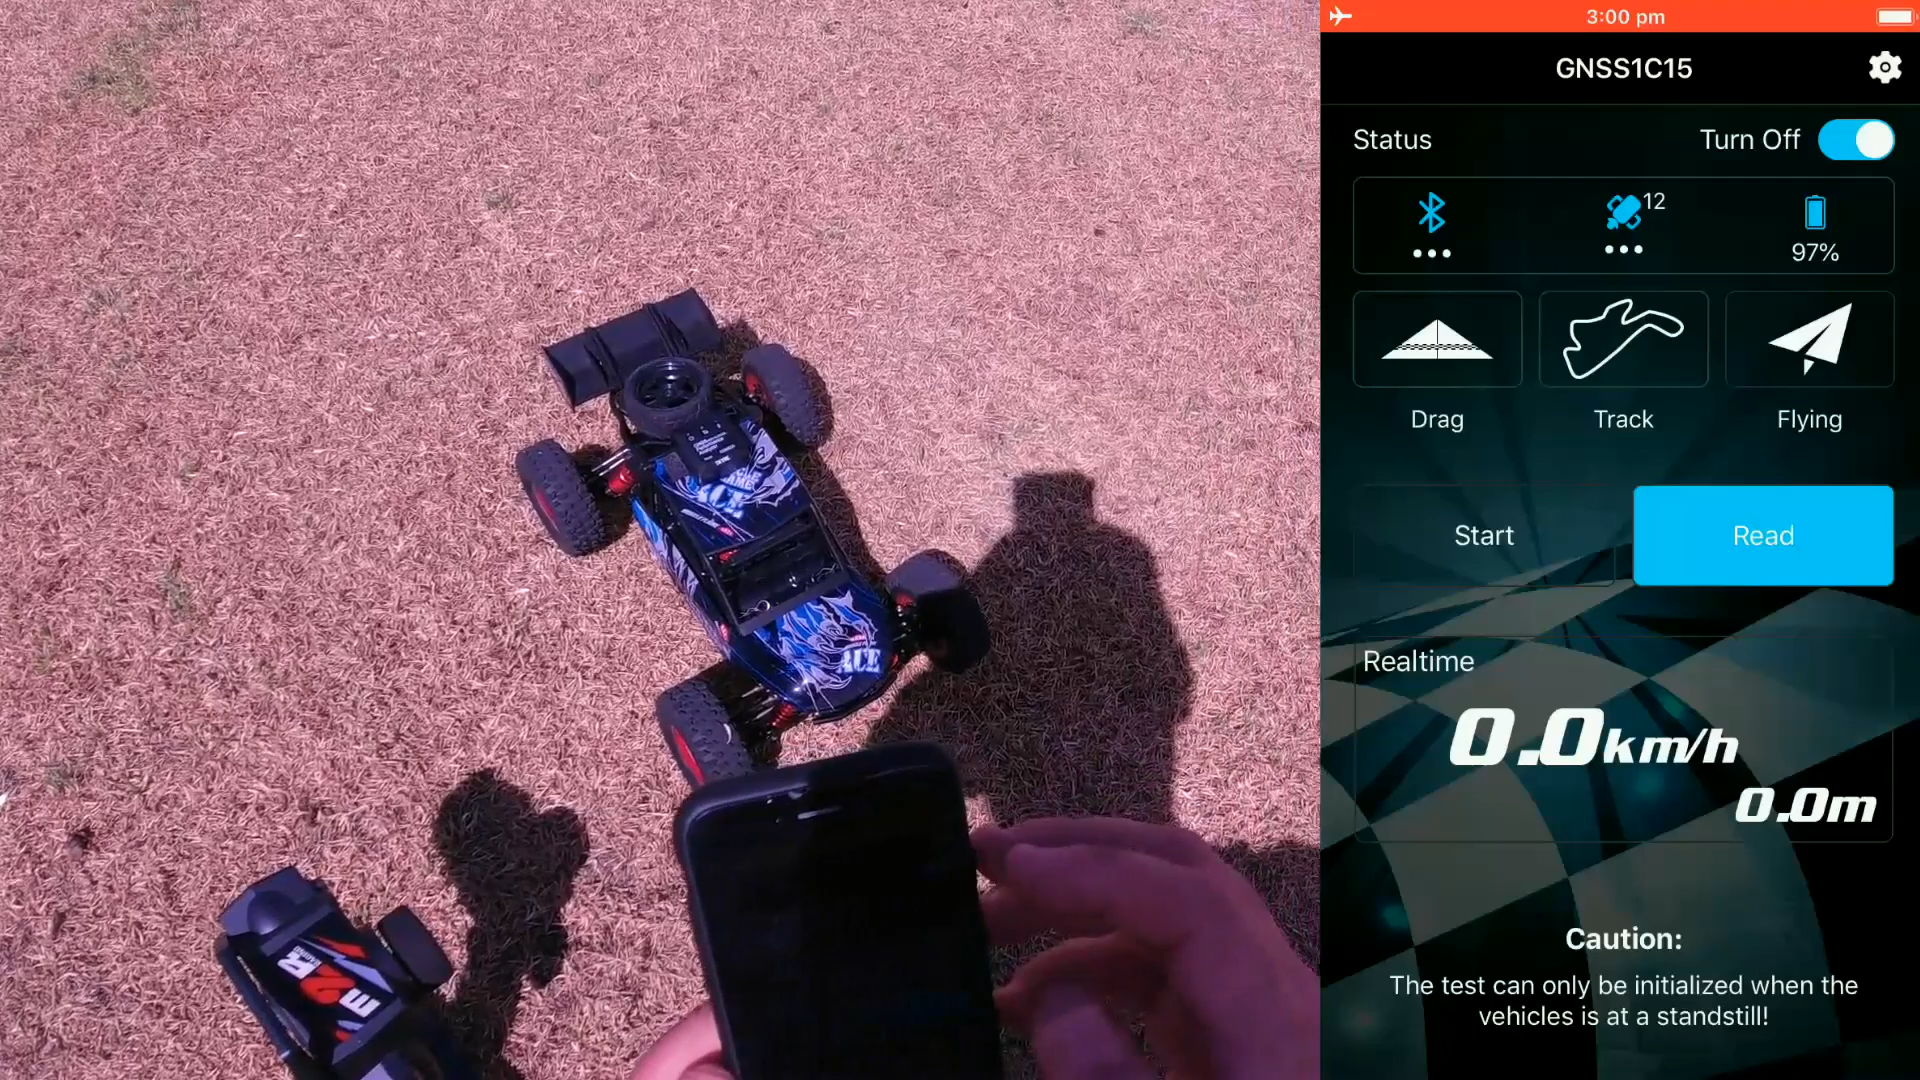 3:00 pm
GNSS1C15
Status
Turn Off
12
97%
Drag
Track
Flying
Start
Read
Realtime
0.0km/h
0.0m
Caution:
The test can only be initialized when the
vehicles is at a standstill!
ACE